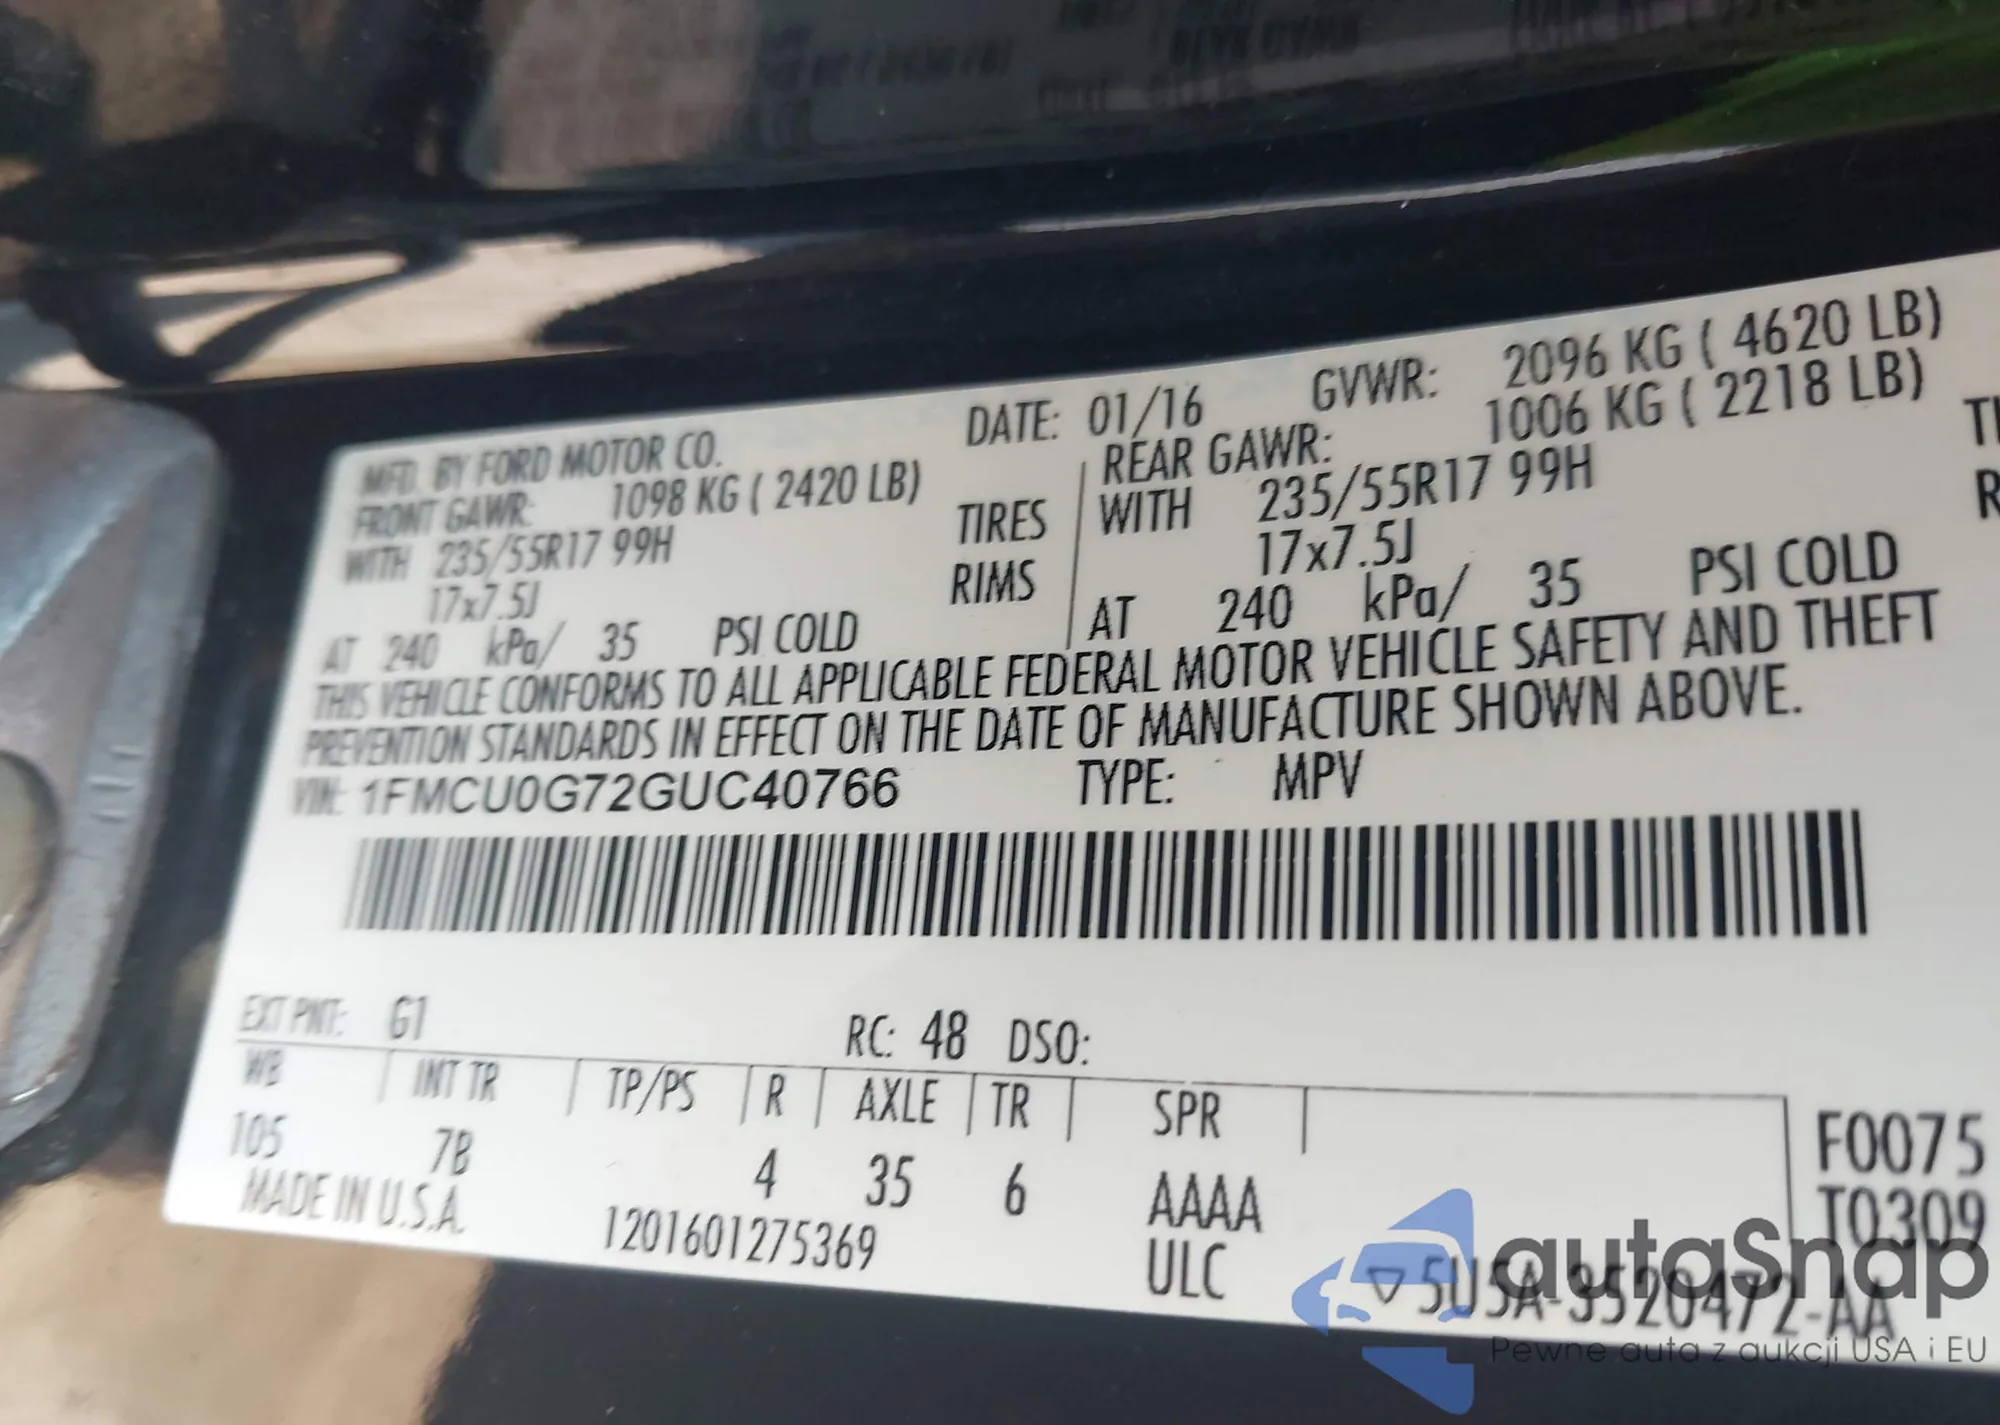 MFD. BY FORD MOTOR CO. DATE: 01/16 GVWR: 2096 KG ( 4620 LB)
FRONT GAWR: 1098 KG ( 2420 LB) REAR GAWR: 1006 KG ( 2218 LB)
WITH 235/55R17 99H TIRES WITH 235/55R17 99H
17x7.5J RIMS 17x7.5J
AT 240 kPa/ 35 PSI COLD AT 240 kPa/ 35 PSI COLD
THIS VEHICLE CONFORMS TO ALL APPLICABLE FEDERAL MOTOR VEHICLE SAFETY AND THEFT
PREVENTION STANDARDS IN EFFECT ON THE DATE OF MANUFACTURE SHOWN ABOVE.
VIN: 1FMCU0G72GUC40766 TYPE: MPV
EXT PNT: G1 RC: 48 DSO:
WB INT TR TP/PS R AXLE TR SPR
105 7B 4 35 6 AAAA
F0075
T0309
MADE IN U.S.A. 1201601275369 ULC
▽5U5A-3520472-AA
autoSnap
Pewne auta z aukcji USA i EU